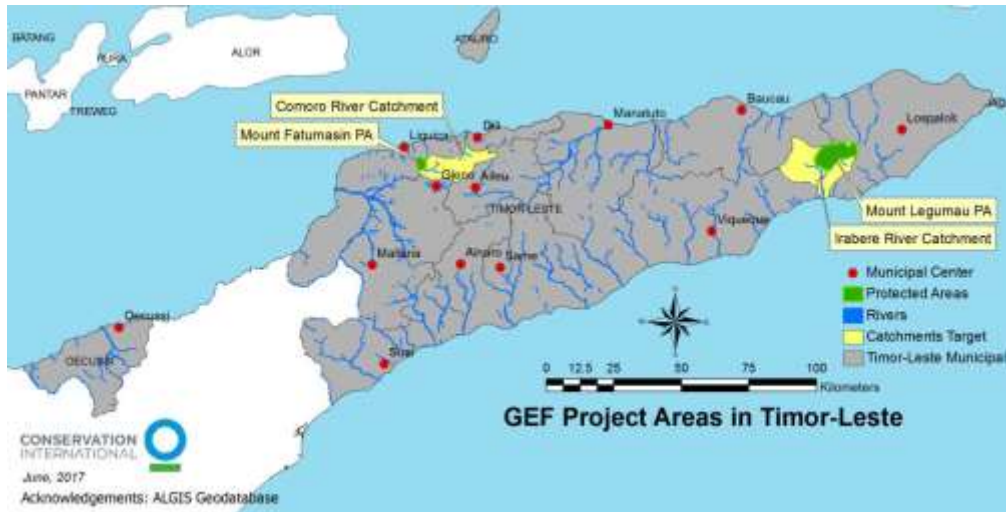 BATANG
PURA
PANTAR
TREWEG
ALOR
ATAURO
Comoro River Catchment
Mount Fatumasin PA
Liquica
Dili
Manatuto
Baucau
Lospalos
Gleno
Aileu
TIMOR-LESTE
Mount Legumau PA
Irabere River Catchment
Viqueque
Maliana
Ainaro
Same
Oecussi
OECUSSI
Suai
Municipal Center
Protected Areas
Rivers
Catchments Target
Timor-Leste Municipal
0 12.5 25 50 75 100
Kilometers
GEF Project Areas in Timor-Leste
CONSERVATION
INTERNATIONAL
June, 2017
Acknowledgements: ALGIS Geodatabase